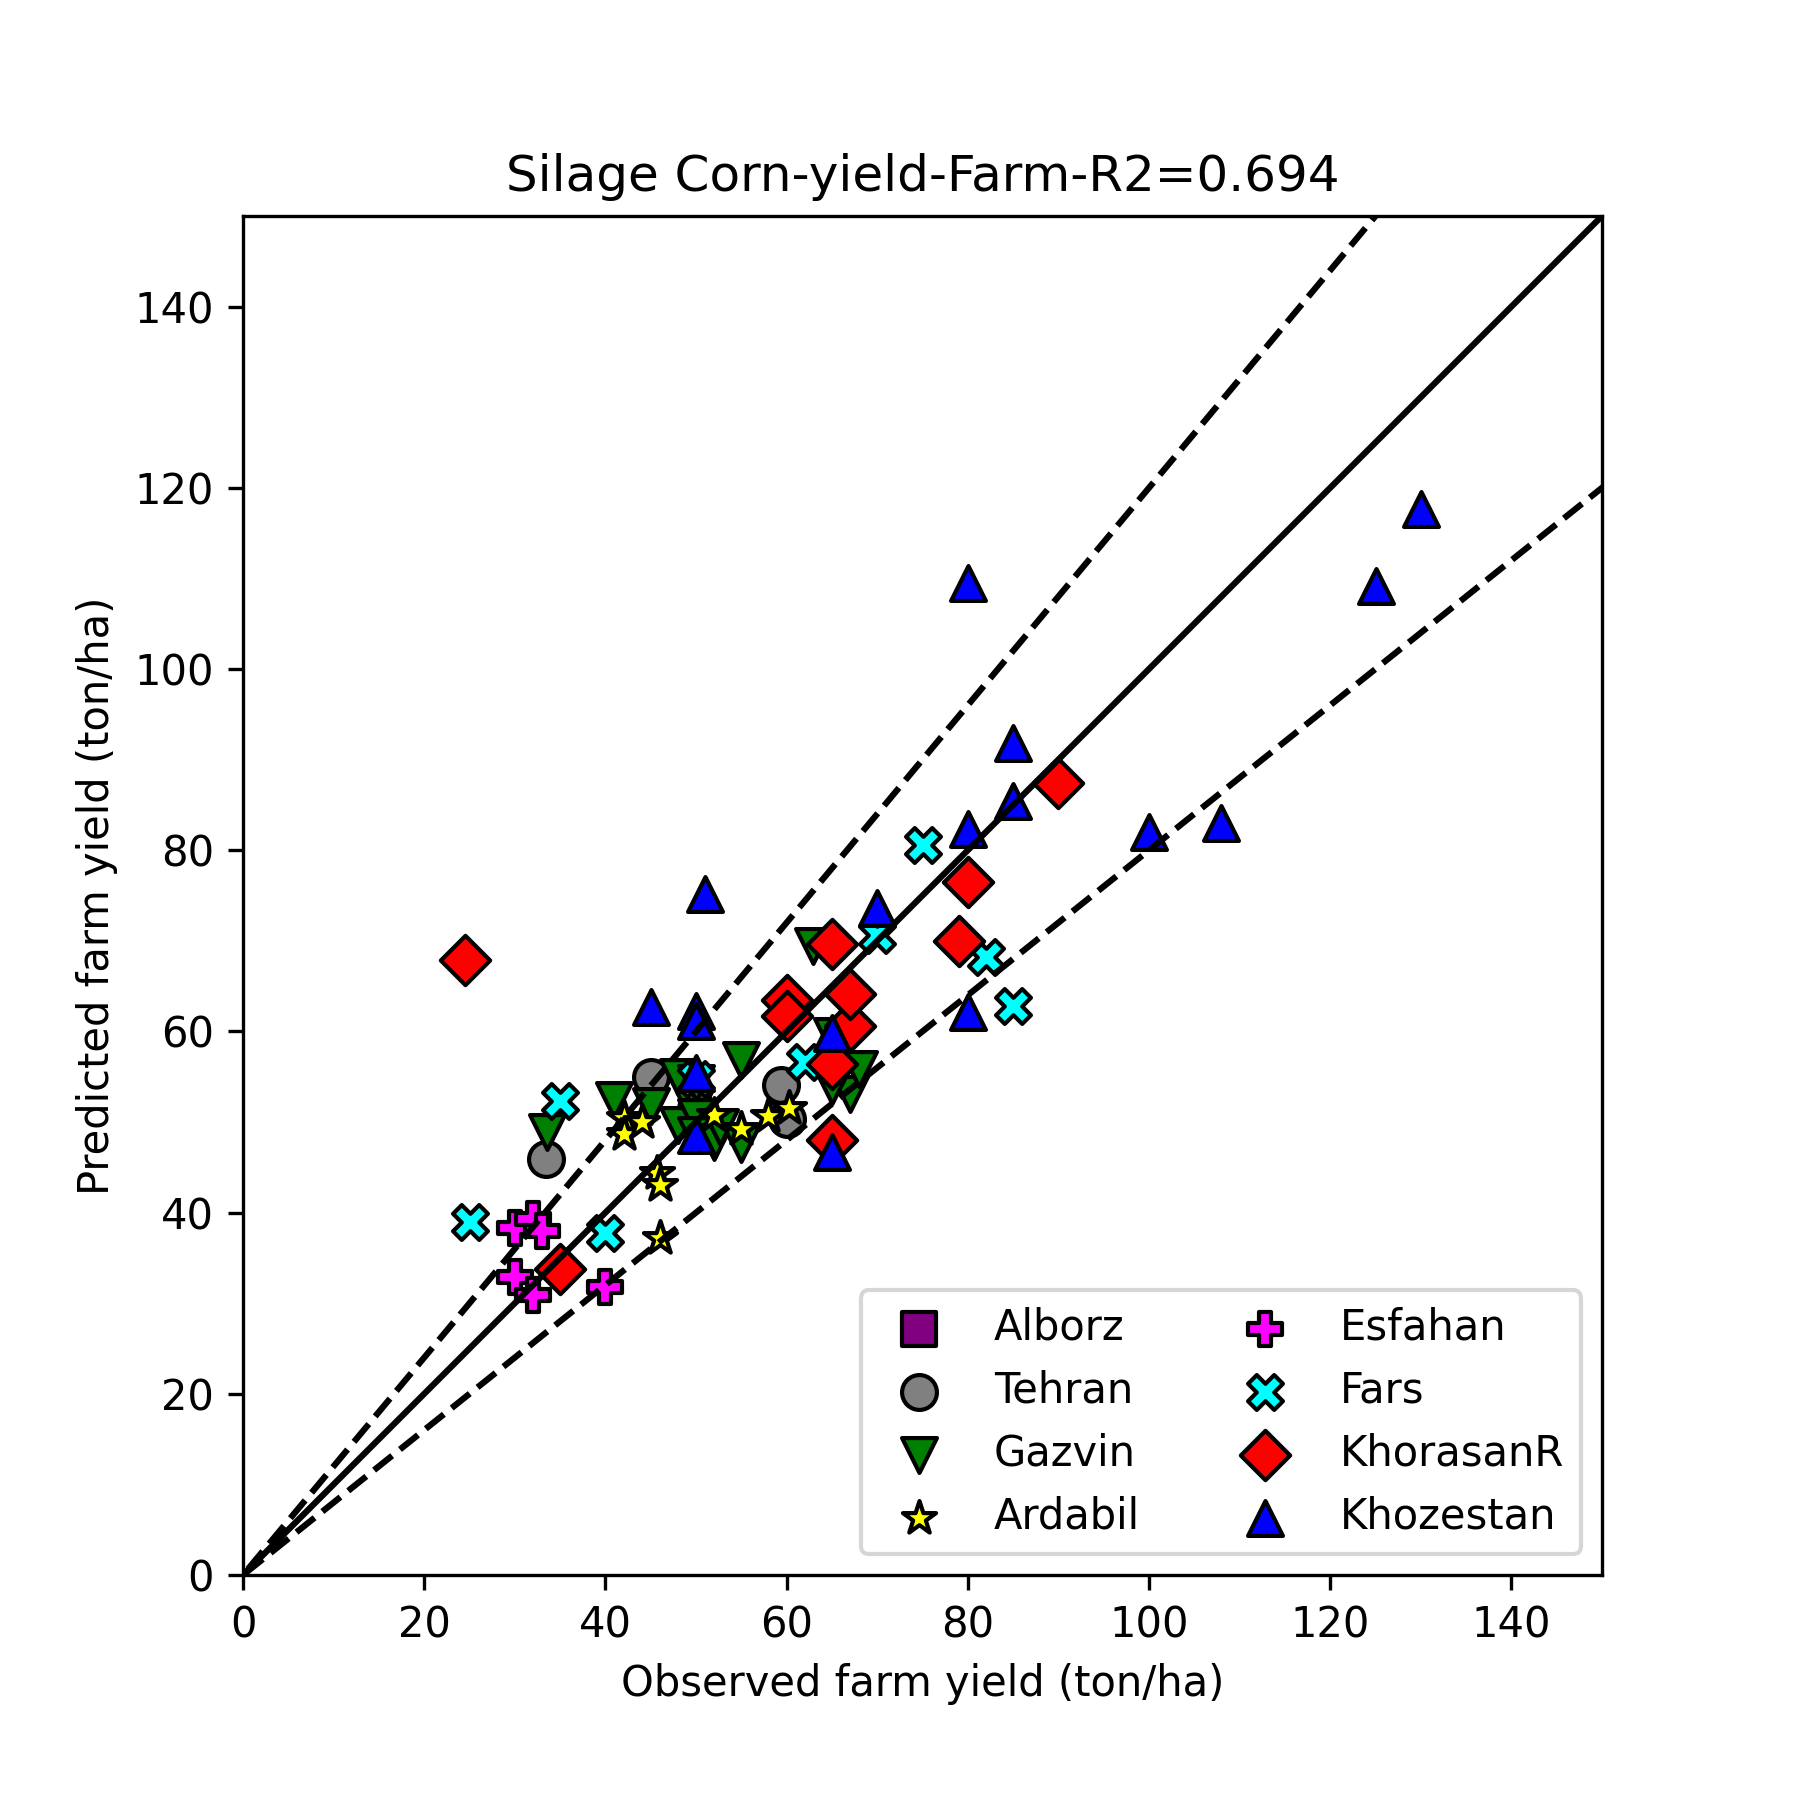 Silage Corn-yield-Farm-R2=0.694
140
120
100
80
60
40
20
0
Predicted farm yield (ton/ha)
0 20 40 60 80 100 120 140
Observed farm yield (ton/ha)
Alborz
Tehran
Gazvin
Ardabil
Esfahan
Fars
KhorasanR
Khozestan